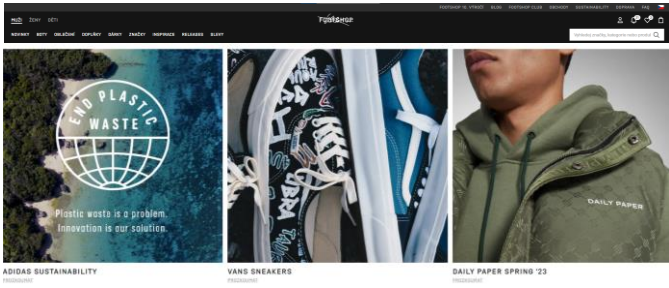 FOOTSHOP 10. VÝROČÍ BLOG FOOTSHOP CLUB OBCHODY SUSTAINABILITY DOPRAVA FAQ
MUŽI ŽENY DĚTI
FOOTSHOP
NOVINKY BOTY OBLEČENÍ DOPLŇKY DÁRKY ZNAČKY INSPIRACE RELEASES SLEVY
END PLASTIC
WASTE
Plastic waste is a problem.
Innovation is our solution.
DAILY PAPER
ADIDAS SUSTAINABILITY
VANS SNEAKERS
DAILY PAPER SPRING '23
PROZKOUMAT
PROZKOUMAT
PROZKOUMAT